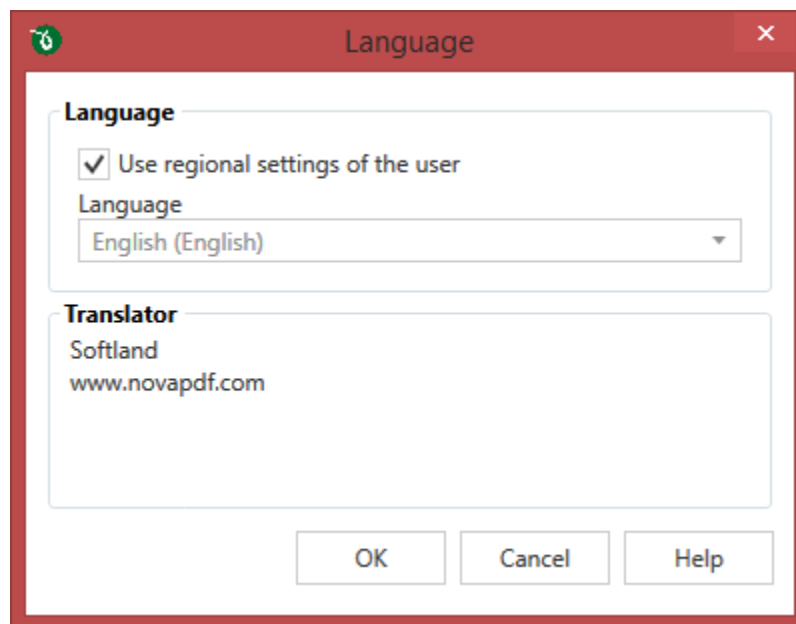 Language
Language
Use regional settings of the user
Language
English (English)
Translator
Softland
www.novapdf.com
OK Cancel Help